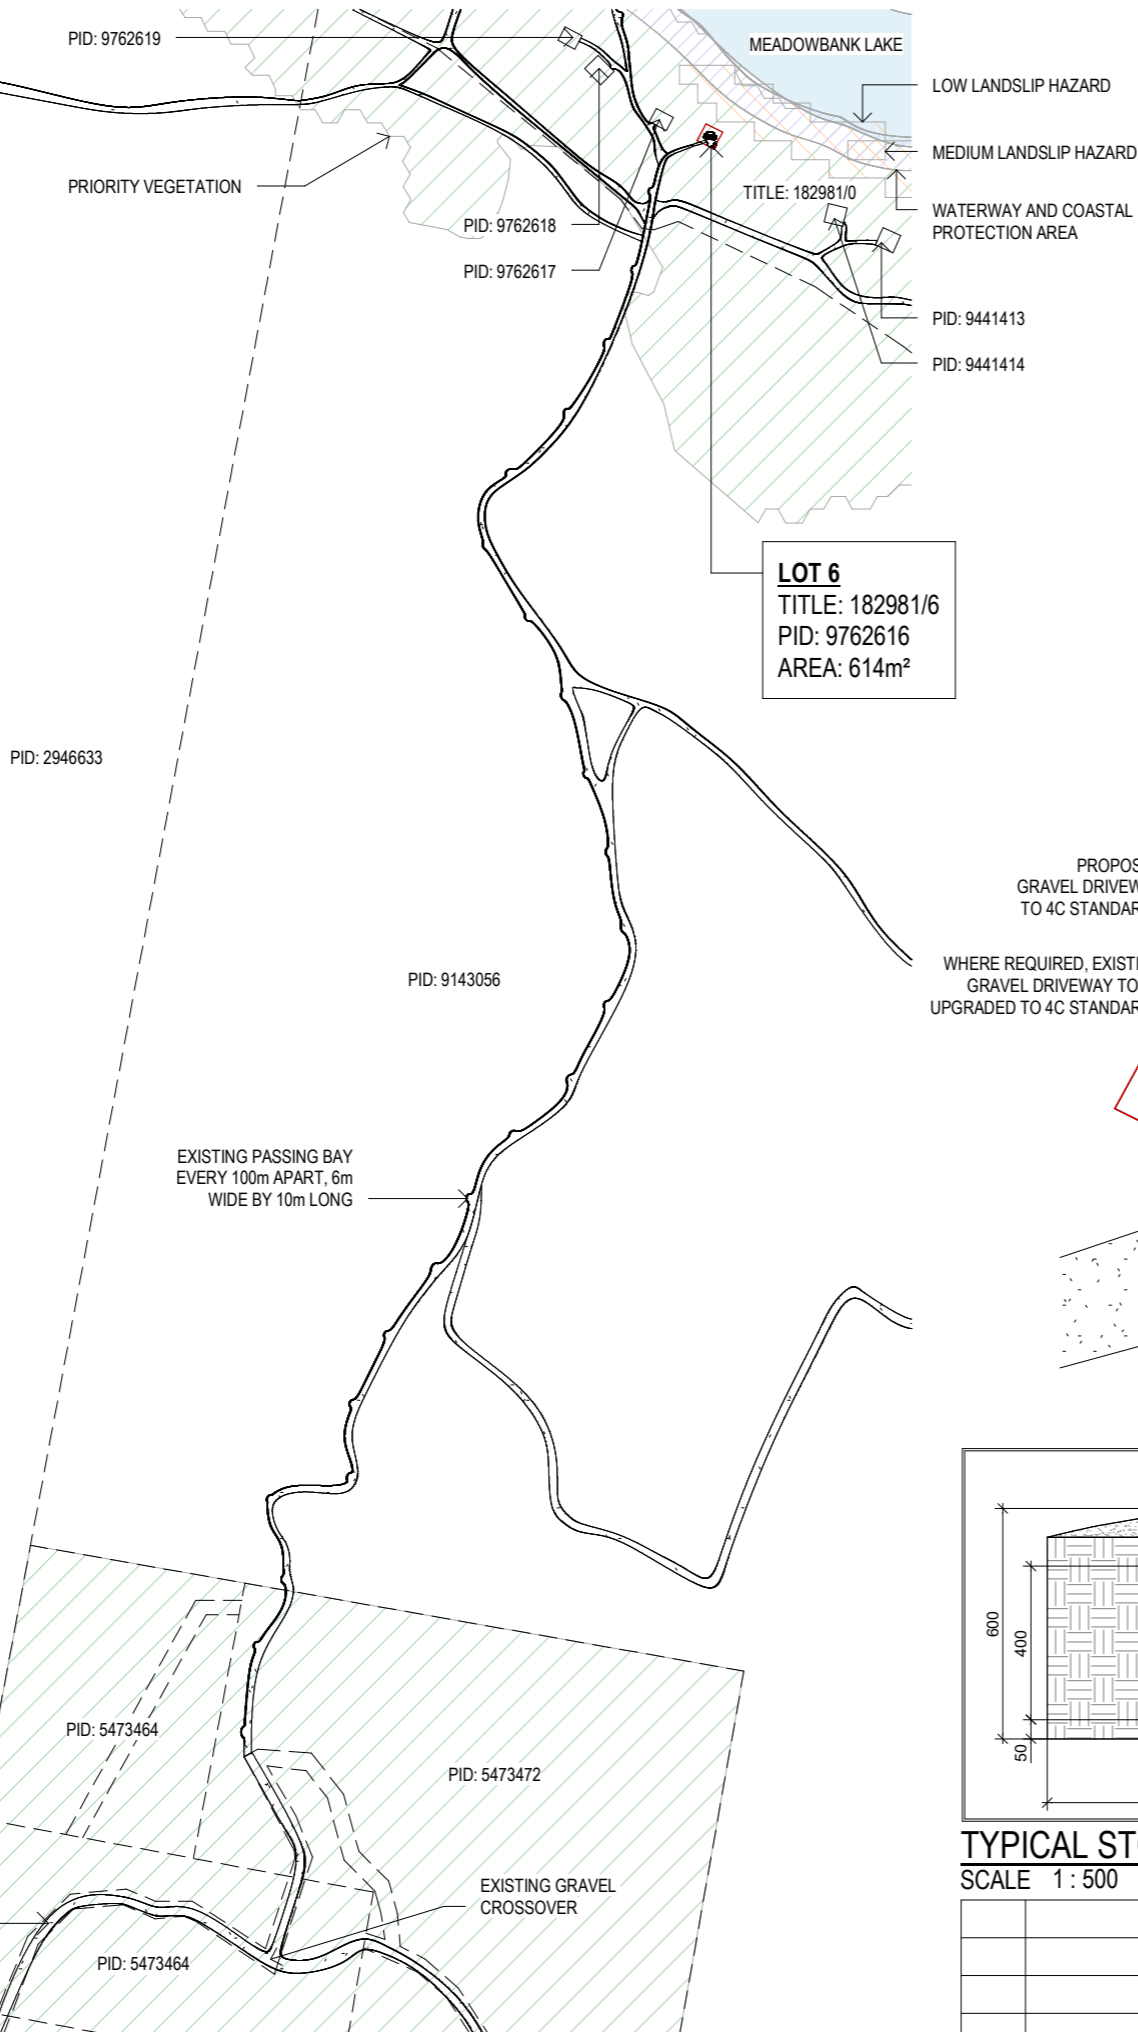 PID: 9762619
MEADOWBANK LAKE
LOW LANDSLIP HAZARD
MEDIUM LANDSLIP HAZARD
PRIORITY VEGETATION
TITLE: 182981/0
WATERWAY AND COASTAL
PROTECTION AREA
PID: 9762618
PID: 9762617
PID: 9441413
PID: 9441414
LOT 6
TITLE: 182981/6
PID: 9762616
AREA: 614m²
PID: 2946633
PROPOS
GRAVEL DRIVEW
TO 4C STANDAR
WHERE REQUIRED, EXISTI
GRAVEL DRIVEWAY TO
UPGRADED TO 4C STANDAR
PID: 9143056
EXISTING PASSING BAY
EVERY 100m APART, 6m
WIDE BY 10m LONG
600
400
50
PID: 5473464
PID: 5473472
TYPICAL STO
SCALE 1 : 500
EXISTING GRAVEL
CROSSOVER
PID: 5473464